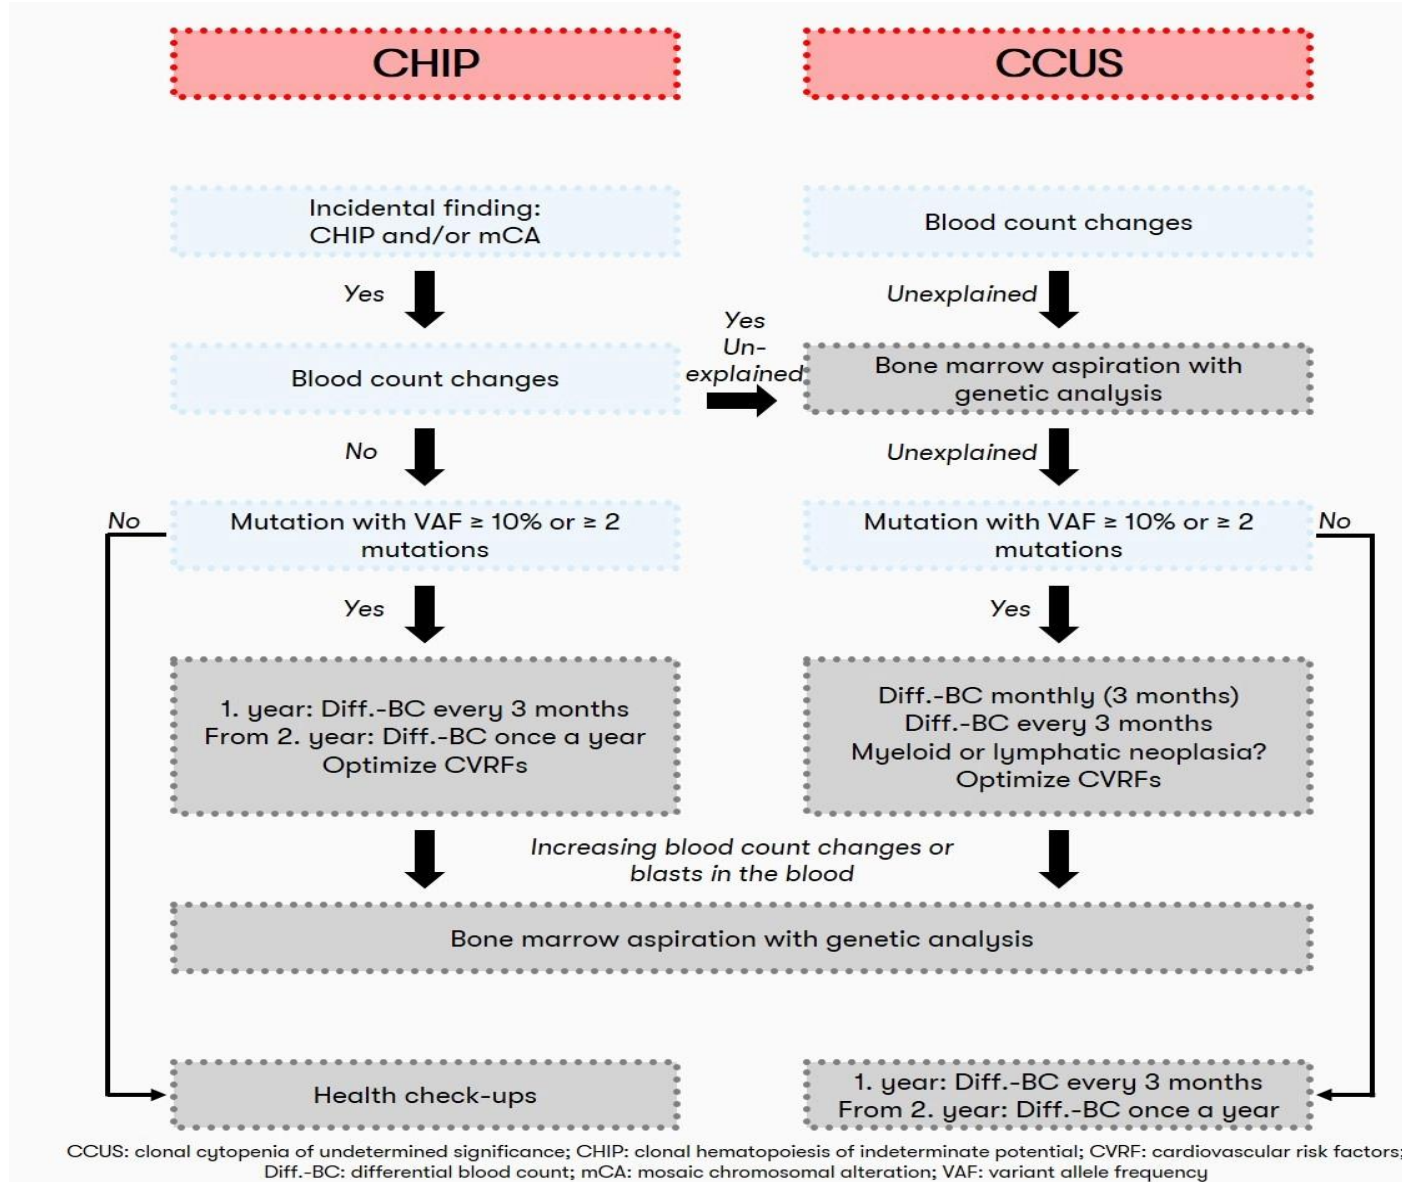 CHIP
CCUS
Incidental finding:
CHIP and/or mCA
Blood count changes
Yes
Unexplained
Blood count changes
Yes
Un-
explained
Bone marrow aspiration with
genetic analysis
No
Unexplained
No
Mutation with VAF ≥ 10% or ≥ 2
mutations
Mutation with VAF ≥ 10% or ≥ 2
mutations
No
Yes
Yes
1. year: Diff.-BC every 3 months
From 2. year: Diff.-BC once a year
Optimize CVRFs
Diff.-BC monthly (3 months)
Diff.-BC every 3 months
Myeloid or lymphatic neoplasia?
Optimize CVRFs
Increasing blood count changes or
blasts in the blood
Bone marrow aspiration with genetic analysis
Health check-ups
1. year: Diff.-BC every 3 months
From 2. year: Diff.-BC once a year
CCUS: clonal cytopenia of undetermined significance; CHIP: clonal hematopoiesis of indeterminate potential; CVRF: cardiovascular risk factors;
Diff.-BC: differential blood count; mCA: mosaic chromosomal alteration; VAF: variant allele frequency